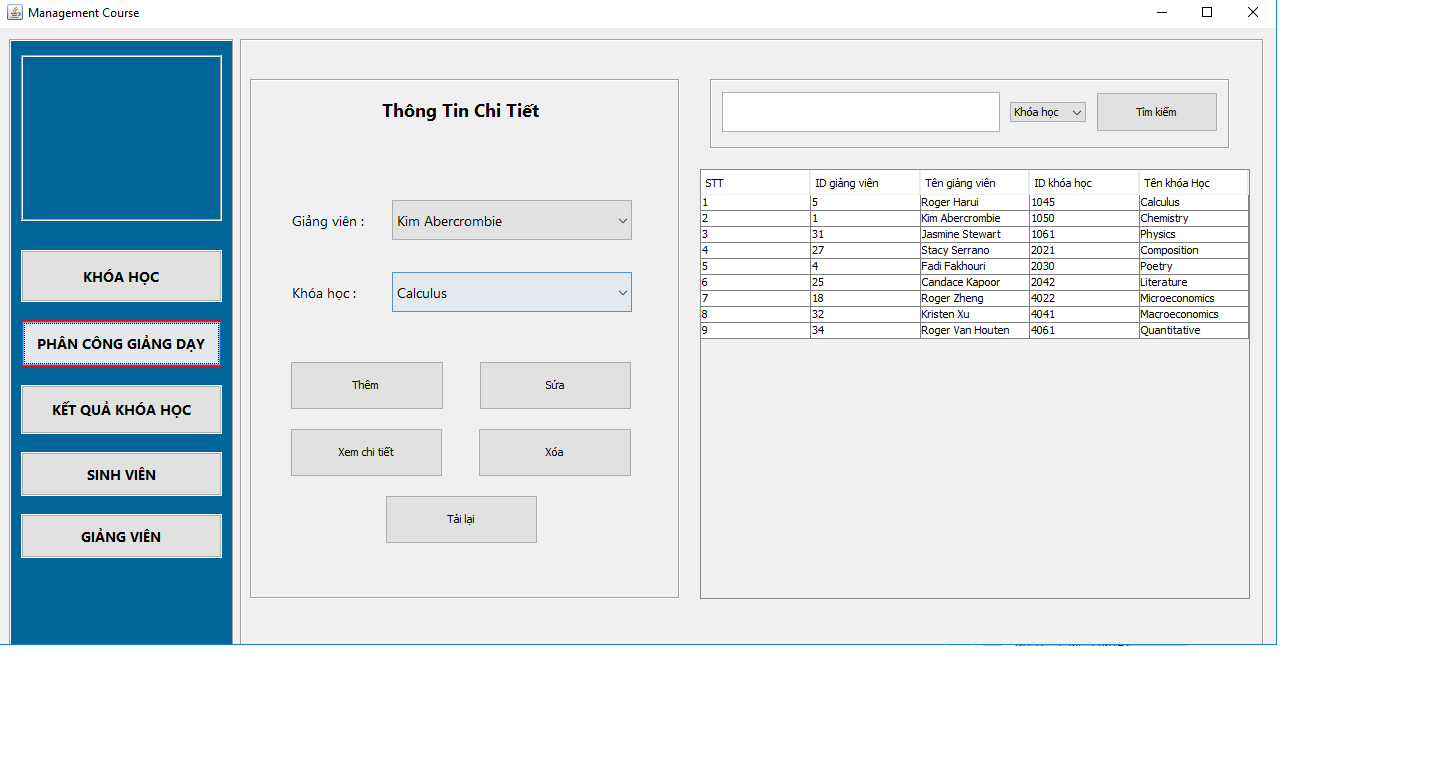 Management Course
KHÓA HỌC
PHÂN CÔNG GIẢNG DẠY
KẾT QUẢ KHÓA HỌC
SINH VIÊN
GIẢNG VIÊN
Thông Tin Chi Tiết
Giảng viên : Kim Abercrombie
Khóa học : Calculus
Thêm Sửa
Xem chi tiết Xóa
Tải lại
Khóa học Tìm kiếm
STT ID giảng viên Tên giảng viên ID khóa học Tên khóa Học
1 5 Roger Harui 1045 Calculus
2 1 Kim Abercrombie 1050 Chemistry
3 31 Jasmine Stewart 1061 Physics
4 27 Stacy Serrano 2021 Composition
5 4 Fadi Fakhouri 2030 Poetry
6 25 Candace Kapoor 2042 Literature
7 18 Roger Zheng 4022 Microeconomics
8 32 Kristen Xu 4041 Macroeconomics
9 34 Roger Van Houten 4061 Quantitative